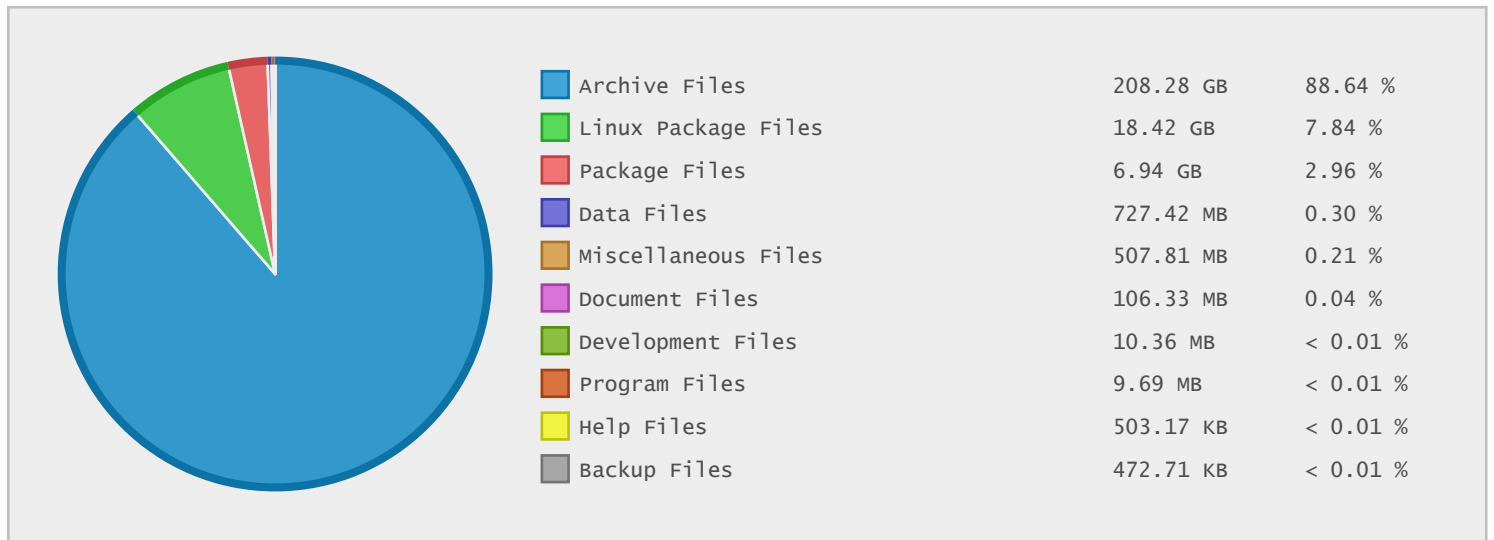 Archive Files 208.28 GB 88.64 %
Linux Package Files 18.42 GB 7.84 %
Package Files 6.94 GB 2.96 %
Data Files 727.42 MB 0.30 %
Miscellaneous Files 507.81 MB 0.21 %
Document Files 106.33 MB 0.04 %
Development Files 10.36 MB < 0.01 %
Program Files 9.69 MB < 0.01 %
Help Files 503.17 KB < 0.01 %
Backup Files 472.71 KB < 0.01 %